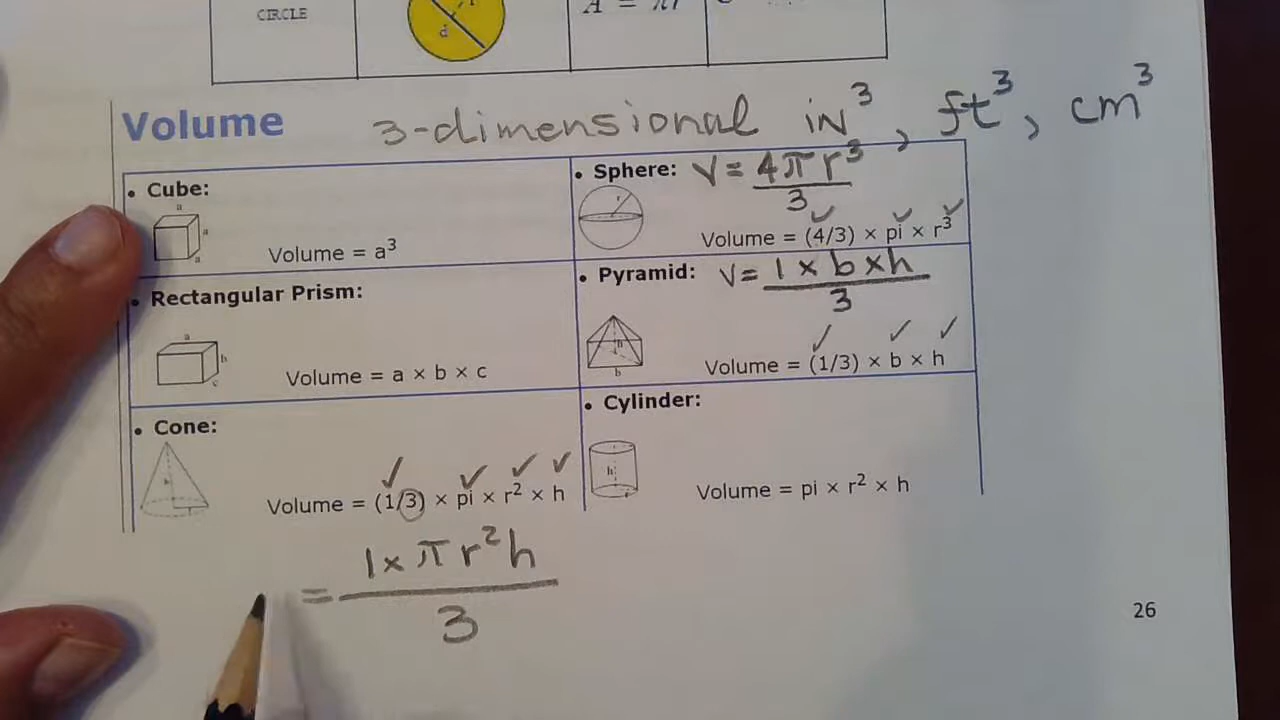 CIRCLE
d
Volume 3-dimensional in³, ft³, cm³
• Cube:
a
a
a
Volume = a³
• Sphere: V = 4πr³
3
r
Volume = (4/3) × pi × r³
• Rectangular Prism:
a
b
c
Volume = a × b × c
• Pyramid: V = 1 × b × h
3
h
b
Volume = (1/3) × b × h
• Cone:
h
r
Volume = (1/3) × pi × r² × h
• Cylinder:
h
r
Volume = pi × r² × h
= 1 × π r² h
3
26